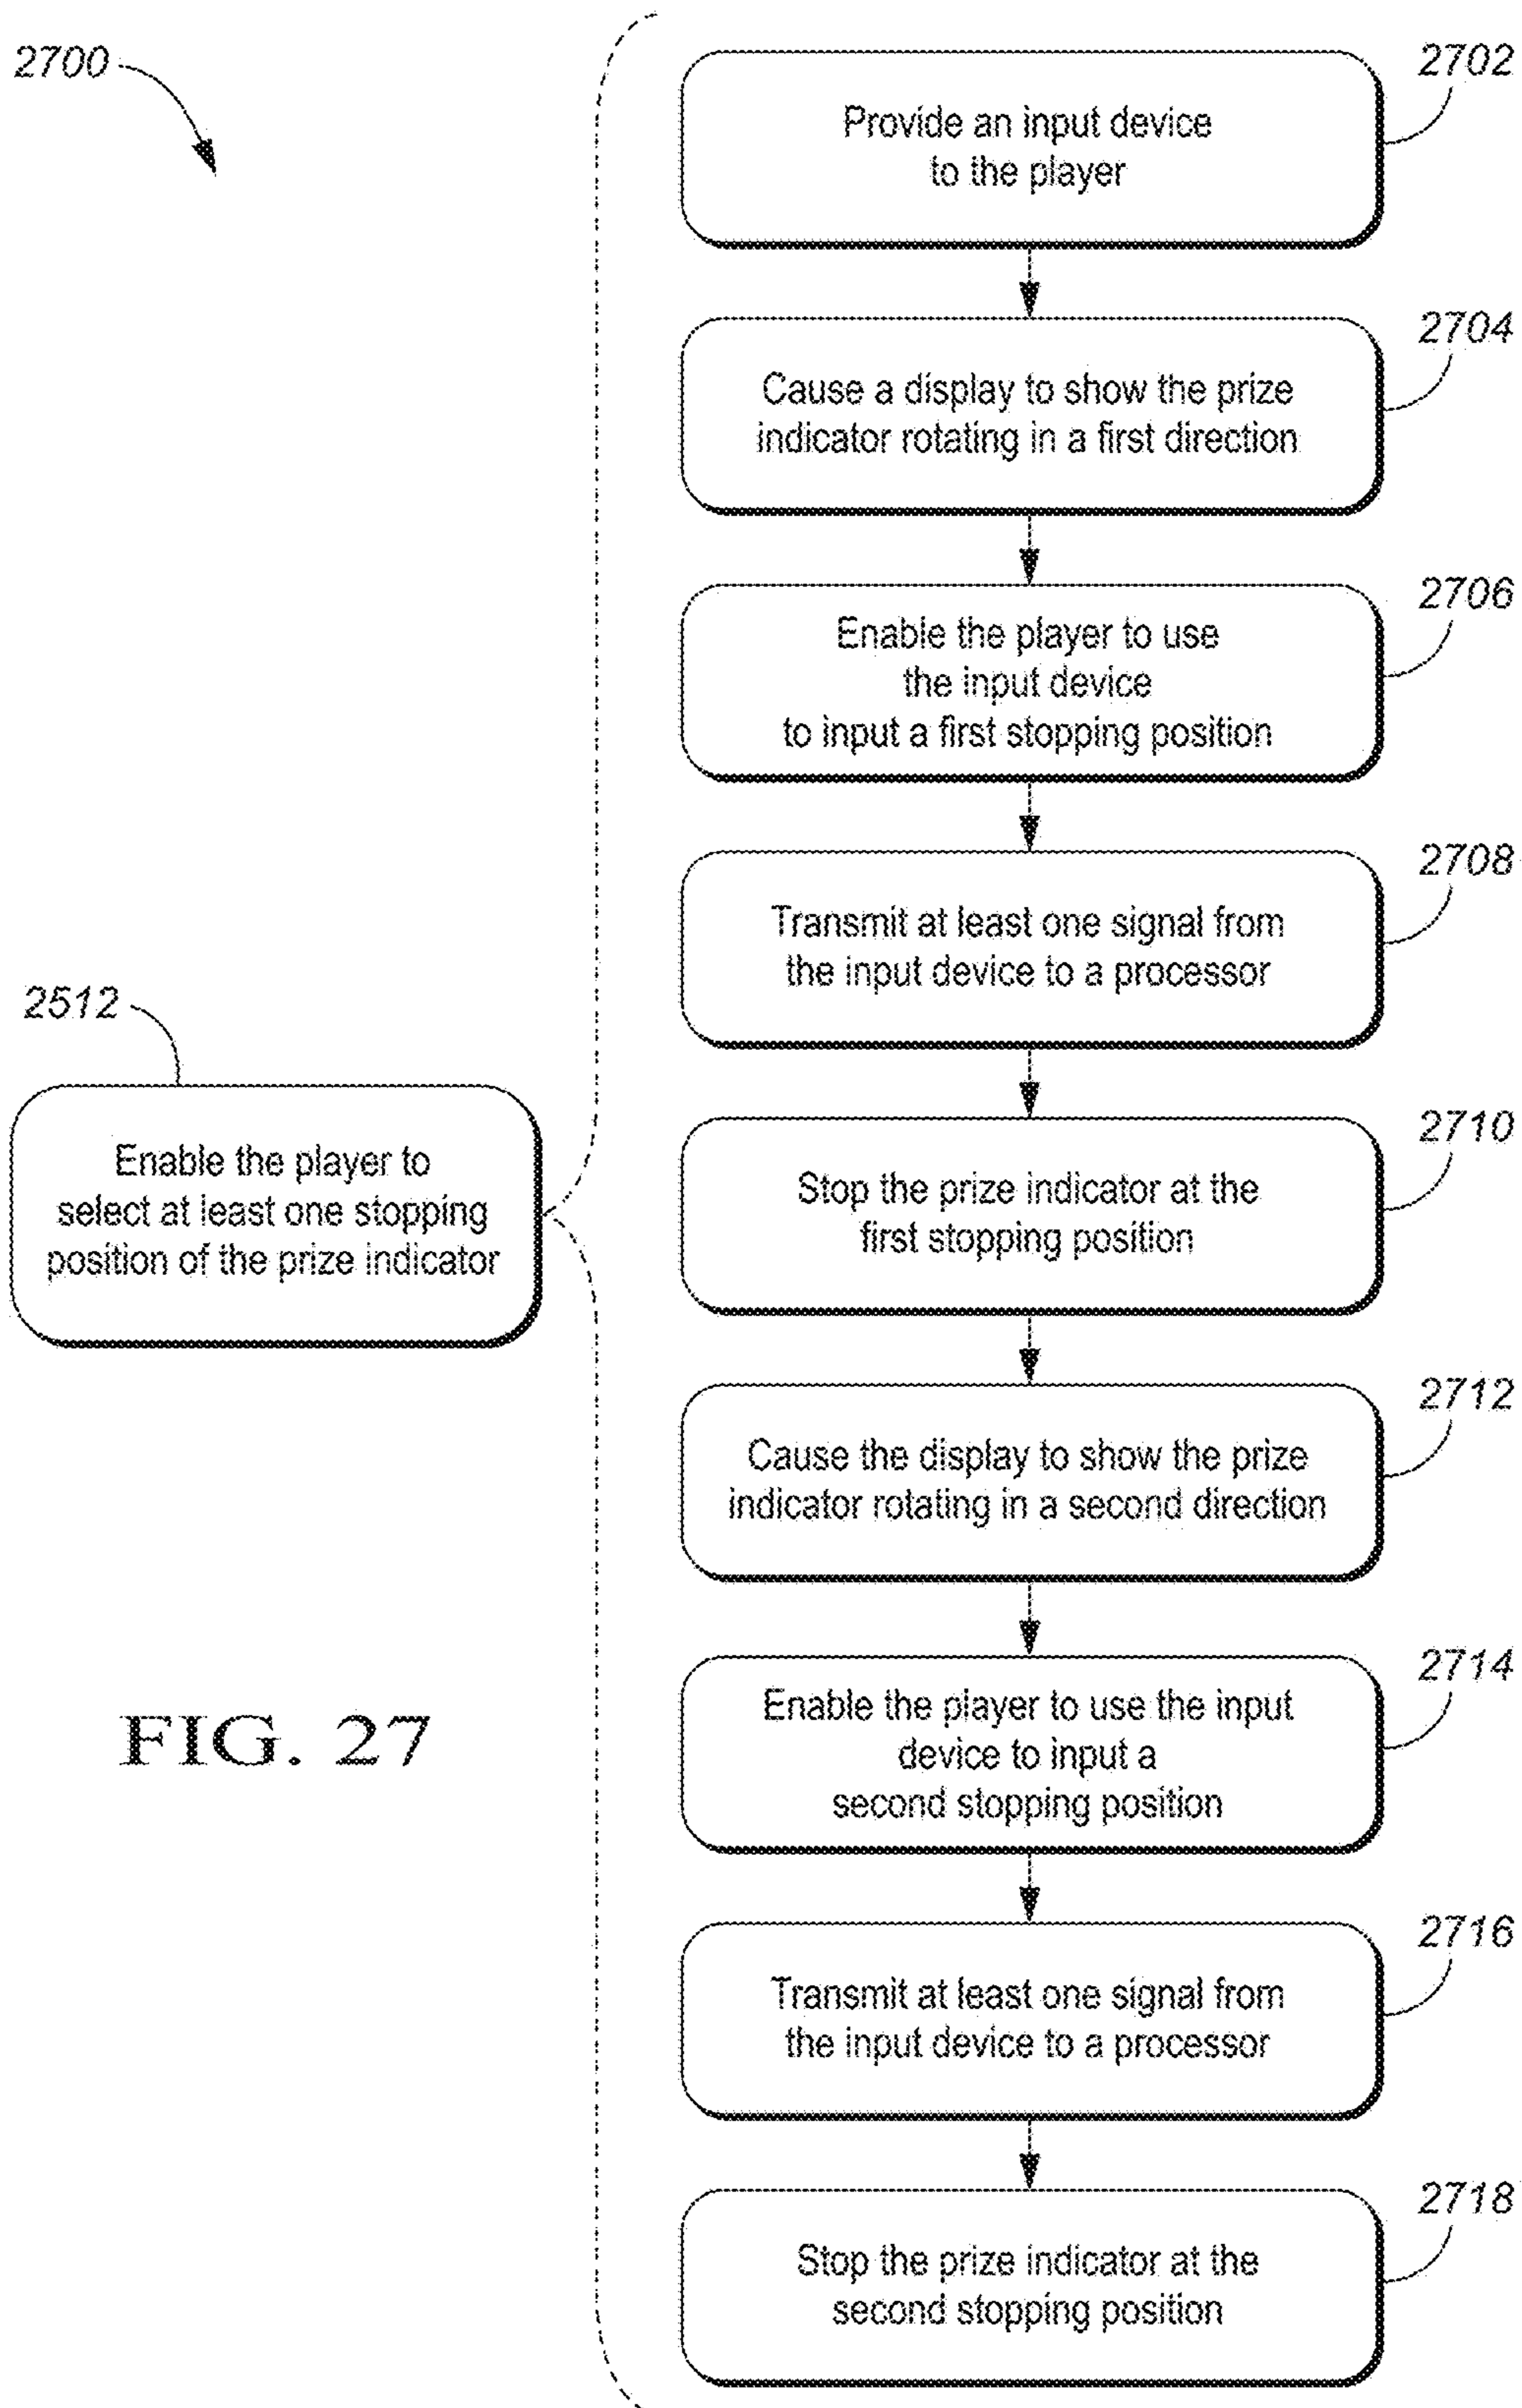 2700
2702
Provide an input device
to the player
2704
Cause a display to show the prize
indicator rotating in a first direction
2706
Enable the player to use
the input device
to input a first stopping position
2708
Transmit at least one signal from
the input device to a processor
2512
Enable the player to
select at least one stopping
position of the prize indicator
2710
Stop the prize indicator at the
first stopping position
2712
Cause the display to show the prize
indicator rotating in a second direction
2714
Enable the player to use the input
device to input a
second stopping position
FIG. 27
2716
Transmit at least one signal from
the input device to a processor
2718
Stop the prize indicator at the
second stopping position